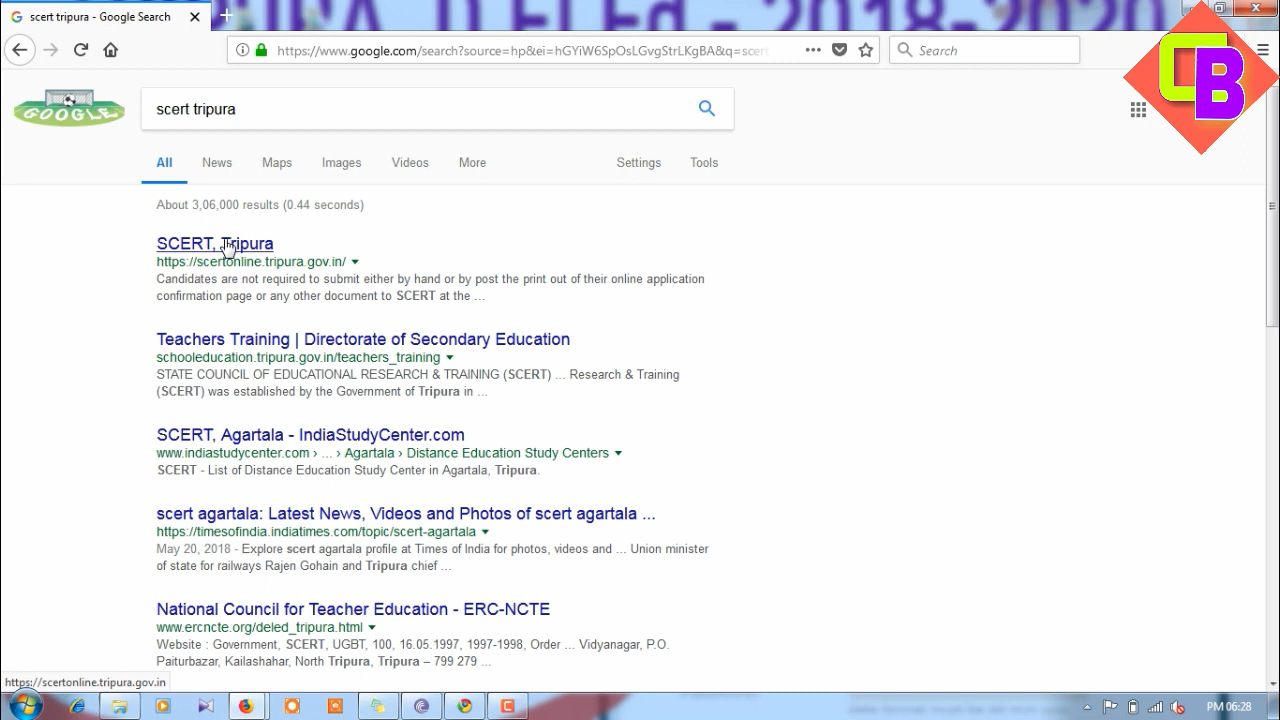 TRIPURA D.ELEd - 2018-2020
scert tripura - Google Search
https://www.google.com/search?source=hp&ei=hGYiW6SpOsLGvgStrLKgBA&q=scert
Search
CB
GOOGLE
scert tripura
All News Maps Images Videos More Settings Tools
About 3,06,000 results (0.44 seconds)
SCERT, Tripura
https://scertonline.tripura.gov.in/
Candidates are not required to submit either by hand or by post the print out of their online application
confirmation page or any other document to SCERT at the ...
Teachers Training | Directorate of Secondary Education
schooleducation.tripura.gov.in/teachers_training
STATE COUNCIL OF EDUCATIONAL RESEARCH & TRAINING (SCERT) ... Research & Training
(SCERT) was established by the Government of Tripura in ...
SCERT, Agartala - IndiaStudyCenter.com
www.indiastudycenter.com › ... › Agartala › Distance Education Study Centers
SCERT - List of Distance Education Study Center in Agartala, Tripura.
scert agartala: Latest News, Videos and Photos of scert agartala ...
https://timesofindia.indiatimes.com/topic/scert-agartala
May 20, 2018 - Explore scert agartala profile at Times of India for photos, videos and ... Union minister
of state for railways Rajen Gohain and Tripura chief ...
National Council for Teacher Education - ERC-NCTE
www.ercncte.org/deled_tripura.html
Website : Government, SCERT, UGBT, 100, 16.05.1997, 1997-1998, Order ... Vidyanagar, P.O.
Paiturbazar, Kailashahar, North Tripura, Tripura – 799 279 ...
https://scertonline.tripura.gov.in
PM 06:28